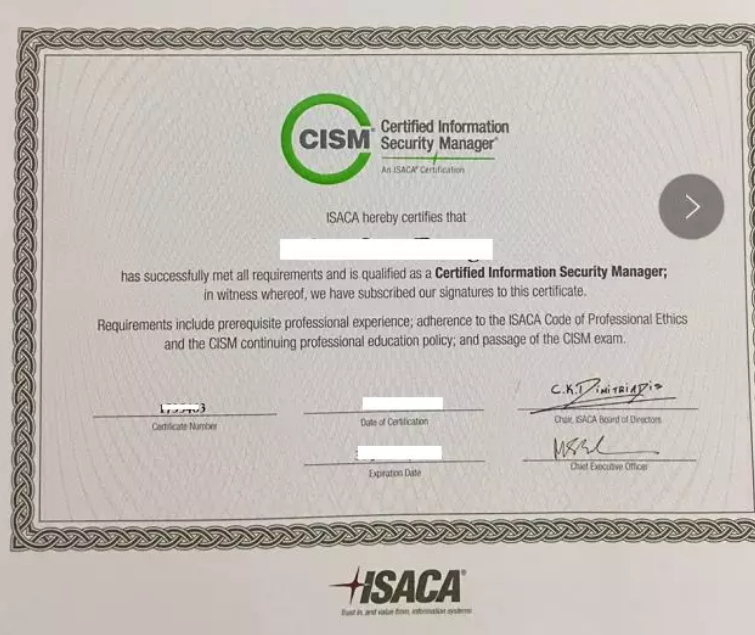 CISM® Certified Information
Security Manager®
An ISACA® Certification
ISACA hereby certifies that
has successfully met all requirements and is qualified as a Certified Information Security Manager;
in witness whereof, we have subscribed our signatures to this certificate.
Requirements include prerequisite professional experience; adherence to the ISACA Code of Professional Ethics
and the CISM continuing professional education policy; and passage of the CISM exam.
C.K. Dimitriadis
Certificate Number
Date of Certification
Chair, ISACA Board of Directors
Expiration Date
Chief Executive Officer
ISACA®
Trust in, and value from, information systems